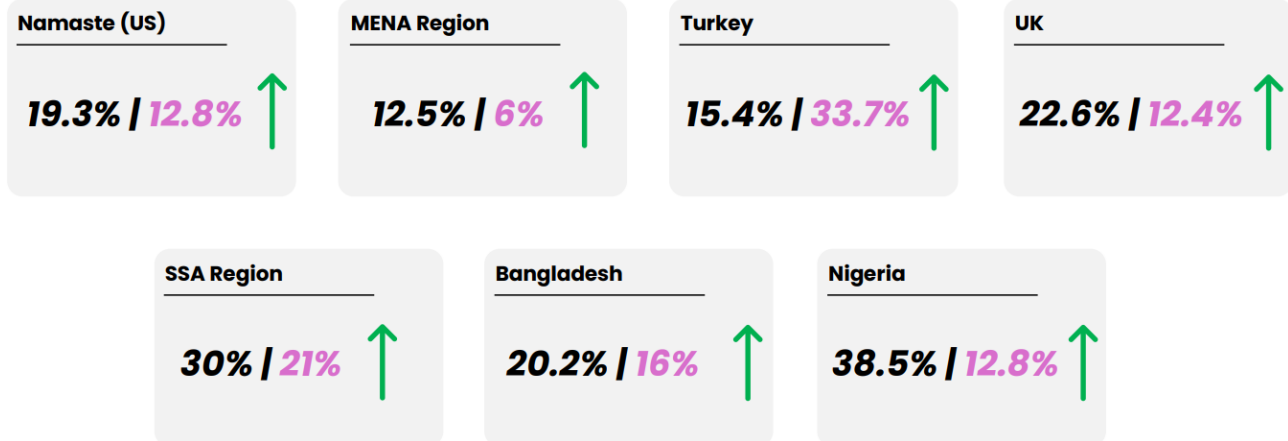 Namaste (US)
19.3% | 12.8%
MENA Region
12.5% | 6%
Turkey
15.4% | 33.7%
UK
22.6% | 12.4%
SSA Region
30% | 21%
Bangladesh
20.2% | 16%
Nigeria
38.5% | 12.8%